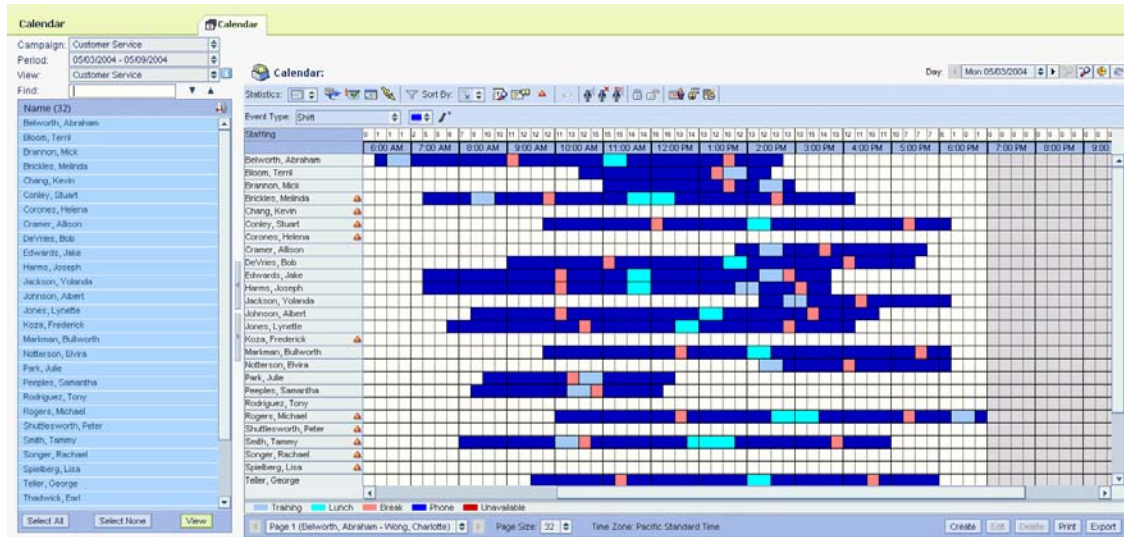 Calendar
Calendar
Campaign: Customer Service
Period: 05/03/2004 - 05/09/2004
View: Customer Service
Find:
Name (32)
Belworth, Abraham
Bloom, Terril
Brannon, Mick
Brickles, Melinda
Chang, Kevin
Conley, Stuart
Corones, Helena
Cramer, Allison
DeVries, Bob
Edwards, Jake
Harms, Joseph
Jackson, Yolanda
Johnson, Albert
Jones, Lynette
Koza, Frederick
Markman, Bullworth
Notterson, Elvira
Park, Julie
Peeples, Samantha
Rodriguez, Tony
Rogers, Michael
Shuttlesworth, Peter
Smith, Tammy
Songer, Rachael
Spielberg, Lisa
Teller, George
Thadwick, Earl
Select All Select None View
Calendar:
Day: Mon 05/03/2004
Statistics: Sort By:
Event Type: Shift
Staffing
6:00 AM 7:00 AM 8:00 AM 9:00 AM 10:00 AM 11:00 AM 12:00 PM 1:00 PM 2:00 PM 3:00 PM 4:00 PM 5:00 PM 6:00 PM 7:00 PM 8:00 PM 9:00
Belworth, Abraham
Bloom, Terril
Brannon, Mick
Brickles, Melinda
Chang, Kevin
Conley, Stuart
Corones, Helena
Cramer, Allison
DeVries, Bob
Edwards, Jake
Harms, Joseph
Jackson, Yolanda
Johnson, Albert
Jones, Lynette
Koza, Frederick
Markman, Bullworth
Notterson, Elvira
Park, Julie
Peeples, Samantha
Rodriguez, Tony
Rogers, Michael
Shuttlesworth, Peter
Smith, Tammy
Songer, Rachael
Spielberg, Lisa
Teller, George
Training Lunch Break Phone Unavailable
Page 1 (Belworth, Abraham - Wong, Charlotte) Page Size: 32 Time Zone: Pacific Standard Time
Create Edit Delete Print Export